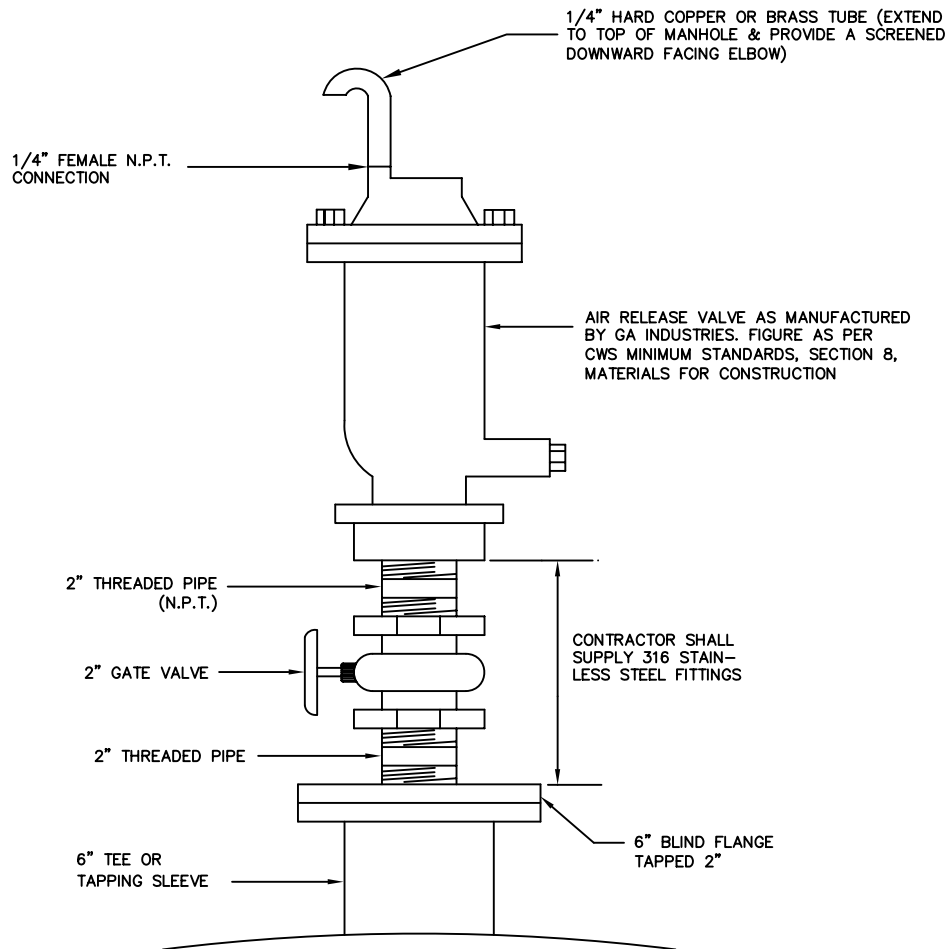 1/4" HARD COPPER OR BRASS TUBE (EXTEND
TO TOP OF MANHOLE & PROVIDE A SCREENED
DOWNWARD FACING ELBOW)
1/4" FEMALE N.P.T.
CONNECTION
AIR RELEASE VALVE AS MANUFACTURED
BY GA INDUSTRIES. FIGURE AS PER
CWS MINIMUM STANDARDS, SECTION 8,
MATERIALS FOR CONSTRUCTION
2" THREADED PIPE
(N.P.T.)
CONTRACTOR SHALL
SUPPLY 316 STAIN-
LESS STEEL FITTINGS
2" GATE VALVE
2" THREADED PIPE
6" BLIND FLANGE
TAPPED 2"
6" TEE OR
TAPPING SLEEVE